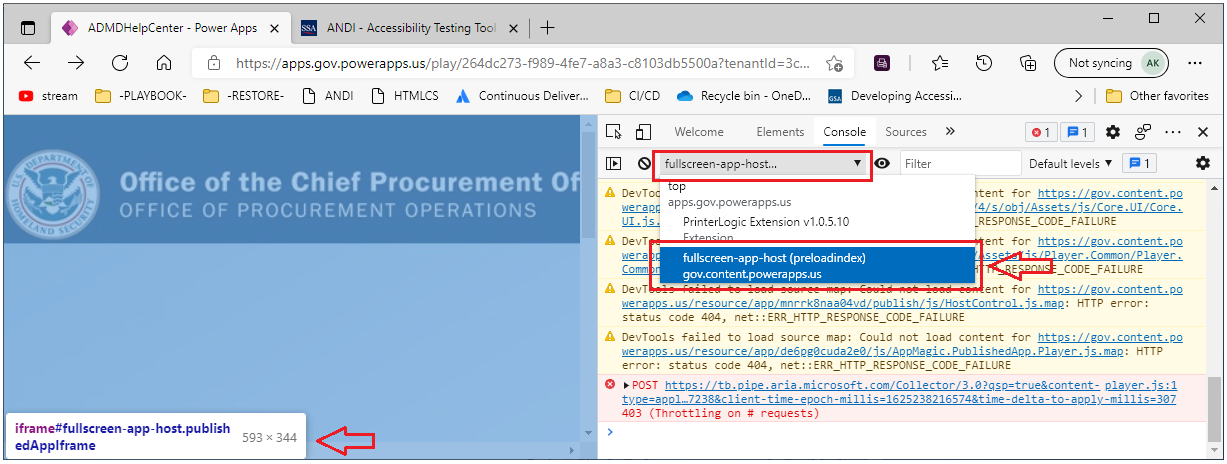 ADMDHelpCenter - Power Apps
ANDI - Accessibility Testing Tool
https://apps.gov.powerapps.us/play/264dc273-f989-4fe7-a8a3-c8103db5500a?tenantId=3c...
Not syncing
AK
stream
-PLAYBOOK-
-RESTORE-
ANDI
HTMLCS
Continuous Deliver...
CI/CD
Recycle bin - OneD...
GSA
Developing Accessi...
Other favorites
Welcome
Elements
Console
Sources
1
1
fullscreen-app-host...
Filter
Default levels
1
top
apps.gov.powerapps.us
PrinterLogic Extension v1.0.5.10
Extension
fullscreen-app-host (preloadindex)
gov.content.powerapps.us
Office of the Chief Procurement Of
OFFICE OF PROCUREMENT OPERATIONS
U.S. DEPARTMENT OF
HOMELAND SECURITY
DevTools
ntent for https://gov.content.po
werapps.
/4/s/obj/Assets/js/Core.UI/Core.
UI.js.
RESPONSE_CODE_FAILURE
DevToo
ntent for https://gov.content.po
werapps.
/Assets/js/Player.Common/Player.
Common
HTTP_RESPONSE_CODE_FAILURE
DevTools failed to load source map: Could not load content for https://gov.content.po
werapps.us/resource/app/mnrrk8naa04vd/publish/js/HostControl.js.map: HTTP error:
status code 404, net::ERR_HTTP_RESPONSE_CODE_FAILURE
DevTools failed to load source map: Could not load content for https://gov.content.po
werapps.us/resource/app/de6pg0cuda2e0/js/AppMagic.PublishedApp.Player.js.map: HTTP
error: status code 404, net::ERR_HTTP_RESPONSE_CODE_FAILURE
POST https://tb.pipe.aria.microsoft.com/Collector/3.0?qsp=true&content- player.js:1
type=appl…7238&client-time-epoch-millis=1625238216574&time-delta-to-apply-millis=307
403 (Throttling on # requests)
iframe#fullscreen-app-host.publish
edAppIframe
593 × 344